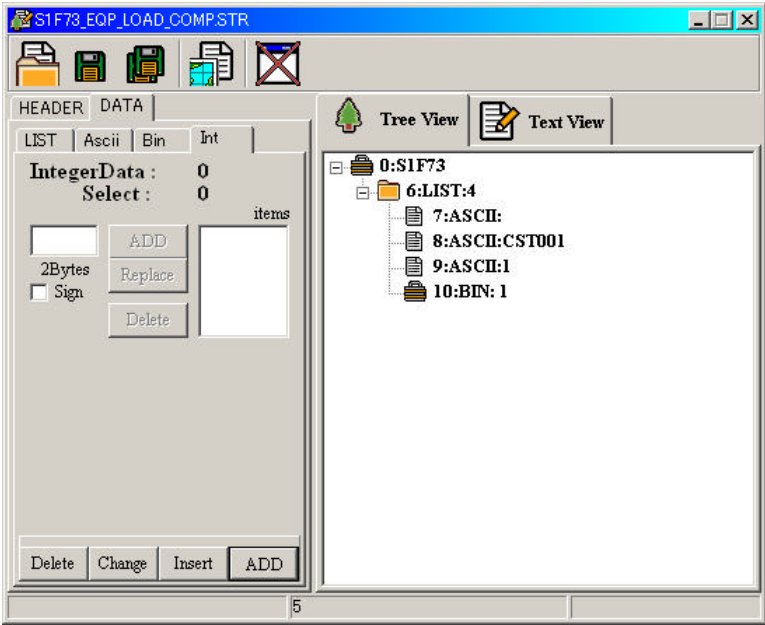 S1F73_EQP_LOAD_COMP.STR
HEADER DATA
LIST Ascii Bin Int
IntegerData : 0
Select : 0
items
ADD
2Bytes
Replace
Sign
Delete
Delete Change Insert ADD
Tree View Text View
0:S1F73
6:LIST:4
7:ASCII:
8:ASCII:CST001
9:ASCII:1
10:BIN: 1
5